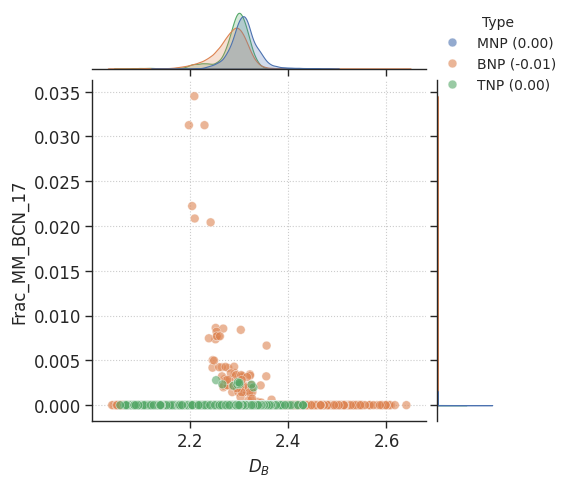 Type
MNP (0.00)
BNP (-0.01)
TNP (0.00)
Frac_MM_BCN_17
0.035
0.030
0.025
0.020
0.015
0.010
0.005
0.000
2.2 2.4 2.6
D_B